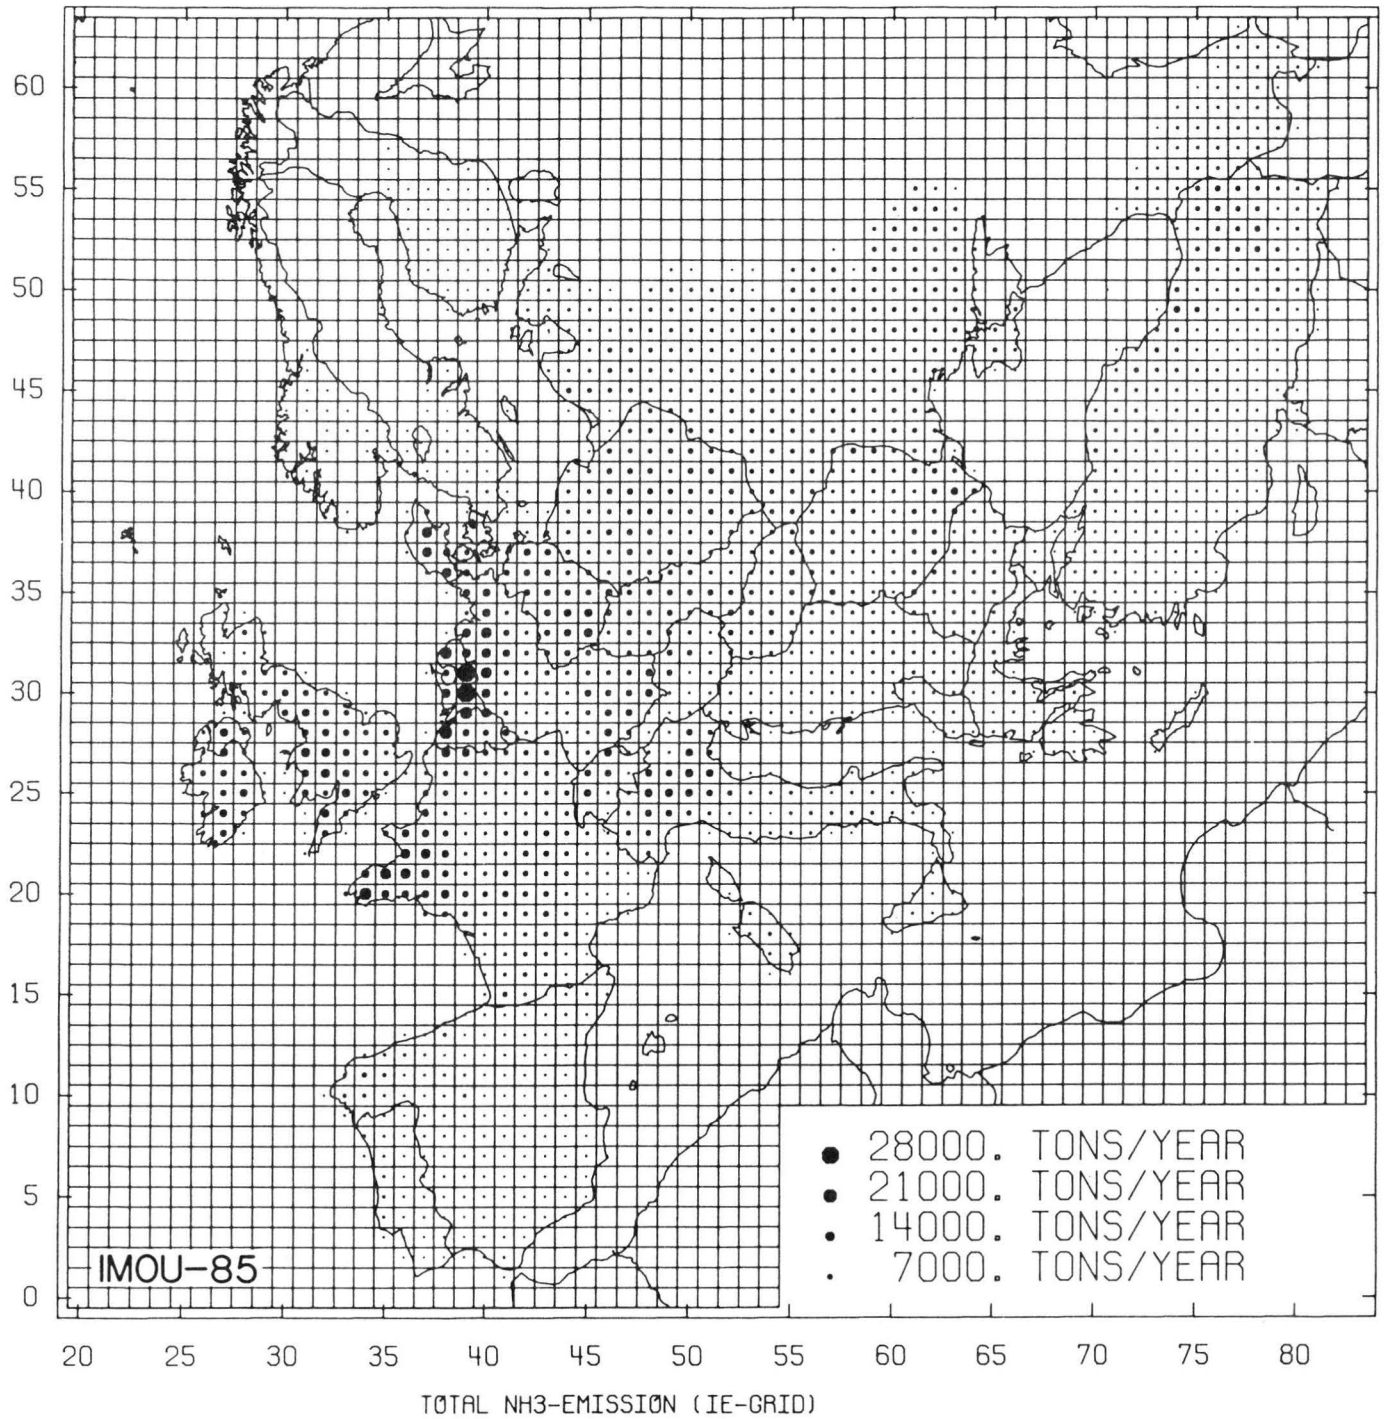 60
55
50
45
40
35
30
25
20
15
10
5
0
28000. TONS/YEAR
21000. TONS/YEAR
14000. TONS/YEAR
7000. TONS/YEAR
IMOU-85
20 25 30 35 40 45 50 55 60 65 70 75 80
TOTAL NH3-EMISSION (IE-GRID)